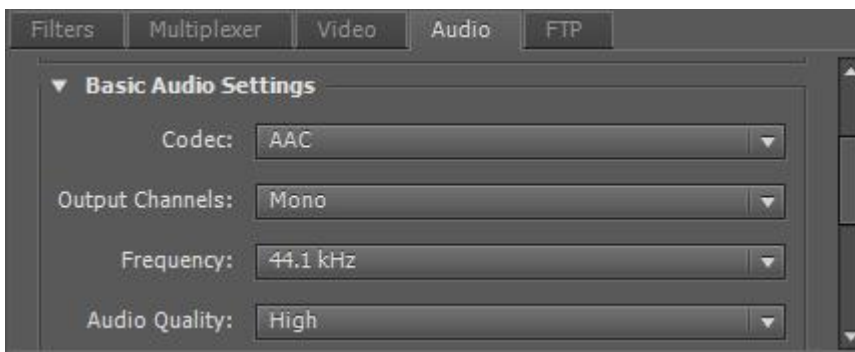 Filters Multiplexer Video Audio FTP
Basic Audio Settings
Codec: AAC
Output Channels: Mono
Frequency: 44.1 kHz
Audio Quality: High